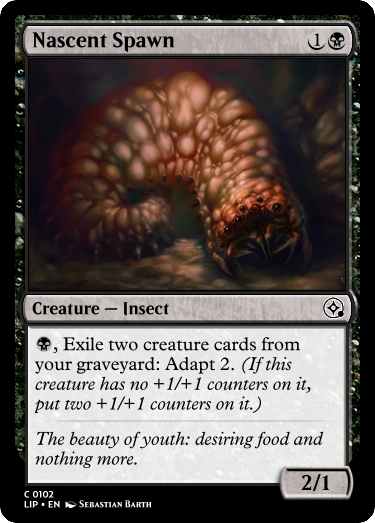 Nascent Spawn 1
Creature — Insect
, Exile two creature cards from
your graveyard: Adapt 2. (If this
creature has no +1/+1 counters on it,
put two +1/+1 counters on it.)
The beauty of youth: desiring food and
nothing more.
2/1
C 0102
LIP • EN Sebastian Barth